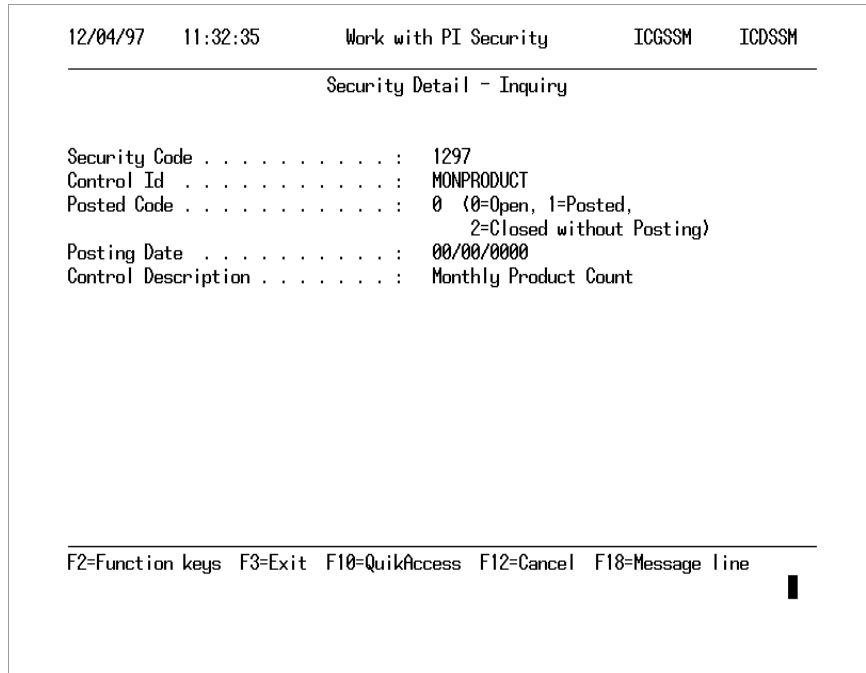 12/04/97 11:32:35 Work with PI Security ICGSSM ICDSSM
Security Detail - Inquiry
Security Code . . . . . . . . . . . : 1297
Control Id . . . . . . . . . . . . : MONPRODUCT
Posted Code . . . . . . . . . . . . : 0 (0=Open, 1=Posted,
2=Closed without Posting)
Posting Date . . . . . . . . . . . : 00/00/0000
Control Description . . . . . . . : Monthly Product Count
F2=Function keys F3=Exit F10=QuikAccess F12=Cancel F18=Message line